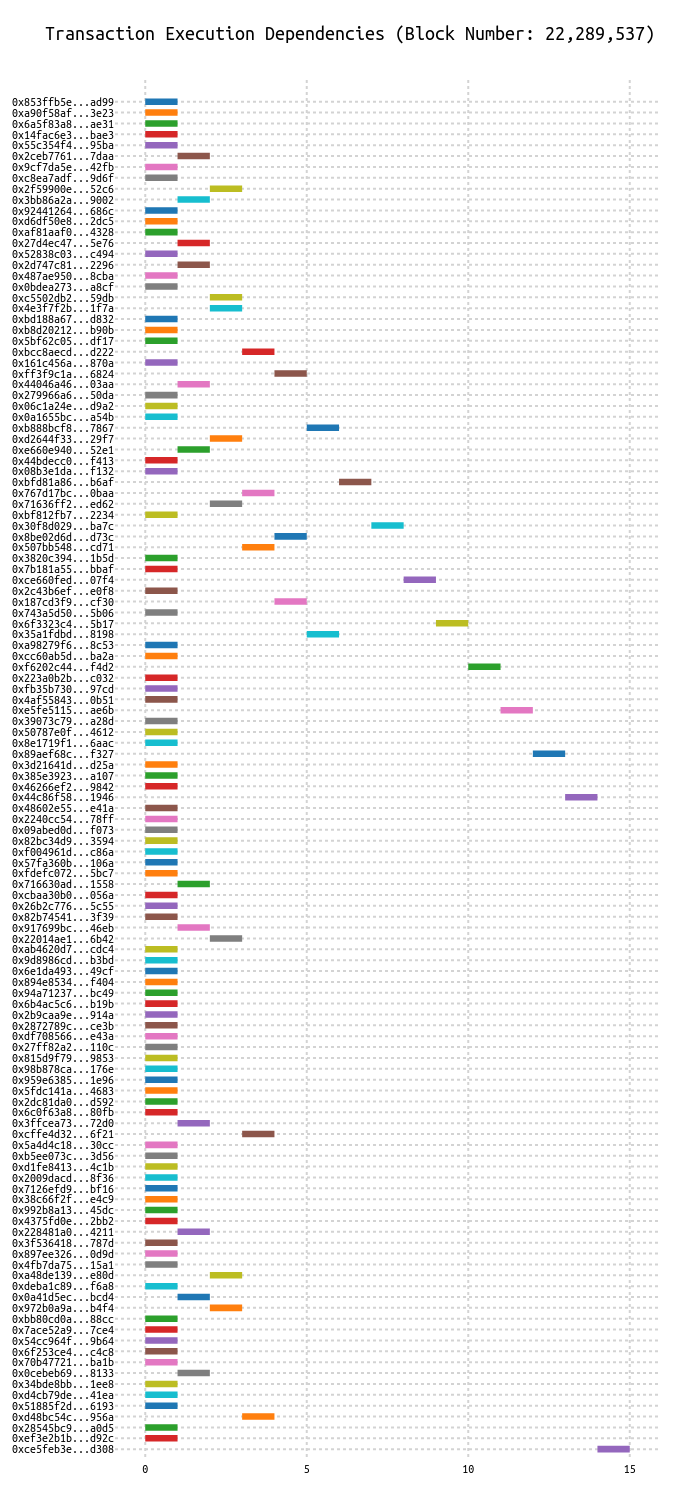 Transaction Execution Dependencies (Block Number: 22,289,537)
0x853ffb5e...ad99
0xa90f58af...3e23
0x6a5f83a8...ae31
0x14fac6e3...bae3
0x55c354f4...95ba
0x2ceb7761...7daa
0x9cf7da5e...42fb
0xc8ea7adf...9d6f
0x2f59900e...52c6
0x3bb86a2a...9002
0x92441264...686c
0xd6df50e8...2dc5
0xaf81aaf0...4328
0x27d4ec47...5e76
0x52838c03...c494
0x2d747c81...2296
0x487ae950...8cba
0x0bdea273...a8cf
0xc5502db2...59db
0x4e3f7f2b...1f7a
0xbd188a67...d832
0xb8d20212...b90b
0x5bf62c05...df17
0xbcc8aecd...d222
0x161c456a...870a
0xff3f9c1a...6824
0x44046a46...03aa
0x279966a6...50da
0x06c1a24e...d9a2
0x0a1655bc...a54b
0xb888bcf8...7867
0xd2644f33...29f7
0xe660e940...52e1
0x44bdecc0...f413
0x08b3e1da...f132
0xbfd81a86...b6af
0x767d17bc...0baa
0x71636ff2...ed62
0xbf812fb7...2234
0x30f8d029...ba7c
0x8be02d6d...d73c
0x507bb548...cd71
0x3820c394...1b5d
0x7b181a55...bbaf
0xce660fed...07f4
0x2c43b6ef...e0f8
0x187cd3f9...cf30
0x743a5d50...5b06
0x6f3323c4...5b17
0x35a1fdbd...8198
0xa98279f6...8c53
0xcc60ab5d...ba2a
0xf6202c44...f4d2
0x223a0b2b...c032
0xfb35b730...97cd
0x4af55843...0b51
0xe5fe5115...ae6b
0x39073c79...a28d
0x50787e0f...4612
0x8e1719f1...6aac
0x89aef68c...f327
0x3d21641d...d25a
0x385e3923...a107
0x46266ef2...9842
0x44c86f58...1946
0x48602e55...e41a
0x2240cc54...78ff
0x09abed0d...f073
0x82bc34d9...3594
0xf004961d...c86a
0x57fa360b...106a
0xfdefc072...5bc7
0x716630ad...1558
0xcbaa30b0...056a
0x26b2c776...5c55
0x82b74541...3f39
0x917699bc...46eb
0x22014ae1...6b42
0xab4620d7...cdc4
0x9d8986cd...b3bd
0x6e1da493...49cf
0x894e8534...f404
0x94a71237...bc49
0x6b4ac5c6...b19b
0x2b9caa9e...914a
0x2872789c...ce3b
0xdf708566...e43a
0x27ff82a2...110c
0x815d9f79...9853
0x98b878ca...176e
0x959e6385...1e96
0x5fdc141a...4683
0x2dc81da0...d592
0x6c0f63a8...80fb
0x3ffcea73...72d0
0xcffe4d32...6f21
0x5a4d4c18...30cc
0xb5ee073c...3d56
0xd1fe8413...4c1b
0x2009dacd...8f36
0x7126efd9...bf16
0x38c66f2f...e4c9
0x992b8a13...45dc
0x4375fd0e...2bb2
0x228481a0...4211
0x3f536418...787d
0x897ee326...0d9d
0x4fb7da75...15a1
0xa48de139...e80d
0xdeba1c89...f6a8
0x0a41d5ec...bcd4
0x972b0a9a...b4f4
0xbb80cd0a...88cc
0x7ace52a9...7ce4
0x54cc964f...9b64
0x6f253ce4...c4c8
0x70b47721...ba1b
0x0cebeb69...8133
0x34bde8bb...1ee8
0xd4cb79de...41ea
0x51885f2d...6193
0xd48bc54c...956a
0x28545bc9...a0d5
0xef3e2b1b...d92c
0xce5feb3e...d308
0 5 10 15